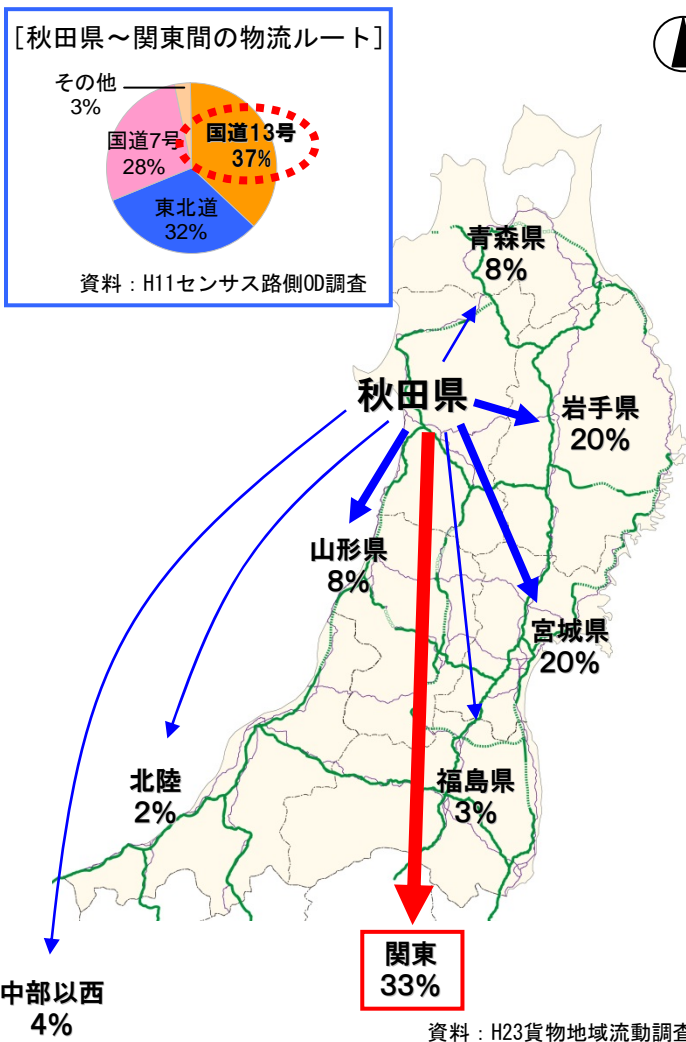 [秋田県～関東間の物流ルート]
その他
3%
国道13号
37%
国道7号
28%
東北道
32%
資料：H11センサス路側OD調査
青森県
8%
秋田県
岩手県
20%
山形県
8%
宮城県
20%
北陸
2%
福島県
3%
関東
33%
中部以西
4%
資料：H23貨物地域流動調査